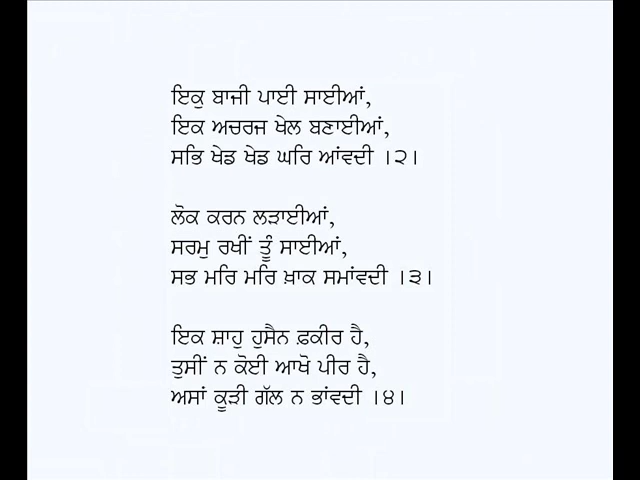 ਇਕੁ ਬਾਜੀ ਪਾਈ ਸਾਈਆਂ,
ਇਕ ਅਚਰਜ ਖੇਲ ਬਣਾਈਆਂ,
ਸਭਿ ਖੇਡ ਖੇਡ ਘਰਿ ਆਂਵਦੀ ।੨।
ਲੋਕ ਕਰਨ ਲੜਾਈਆਂ,
ਸਰਮੁ ਰਖੀਂ ਤੂੰ ਸਾਈਆਂ,
ਸਭ ਮਰਿ ਮਰਿ ਖ਼ਾਕ ਸਮਾਂਵਦੀ ।੩।
ਇਕ ਸ਼ਾਹੁ ਹੁਸੈਨ ਫ਼ਕੀਰ ਹੈ,
ਤੁਸੀਂ ਨ ਕੋਈ ਆਖੋ ਪੀਰ ਹੈ,
ਅਸਾਂ ਕੂੜੀ ਗੱਲ ਨ ਭਾਂਵਦੀ ।੪।